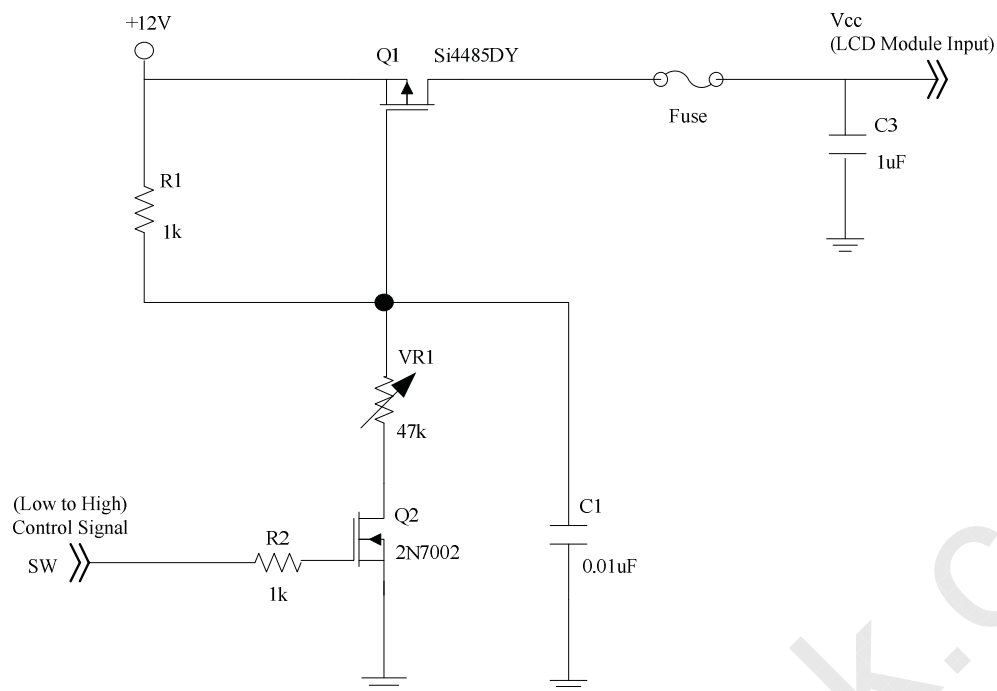 +12V
Q1
Si4485DY
Vcc
(LCD Module Input)
Fuse
C3
1uF
R1
1k
VR1
47k
(Low to High)
Control Signal
SW
R2
1k
Q2
2N7002
C1
0.01uF